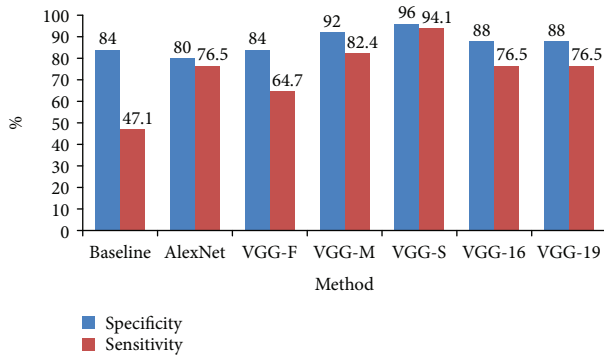 100
90
80
70
60
50
40
30
20
10
0
%
84
47.1
80
76.5
84
64.7
92
82.4
96
94.1
88
76.5
88
76.5
Baseline
AlexNet
VGG-F
VGG-M
VGG-S
VGG-16
VGG-19
Method
Specificity
Sensitivity